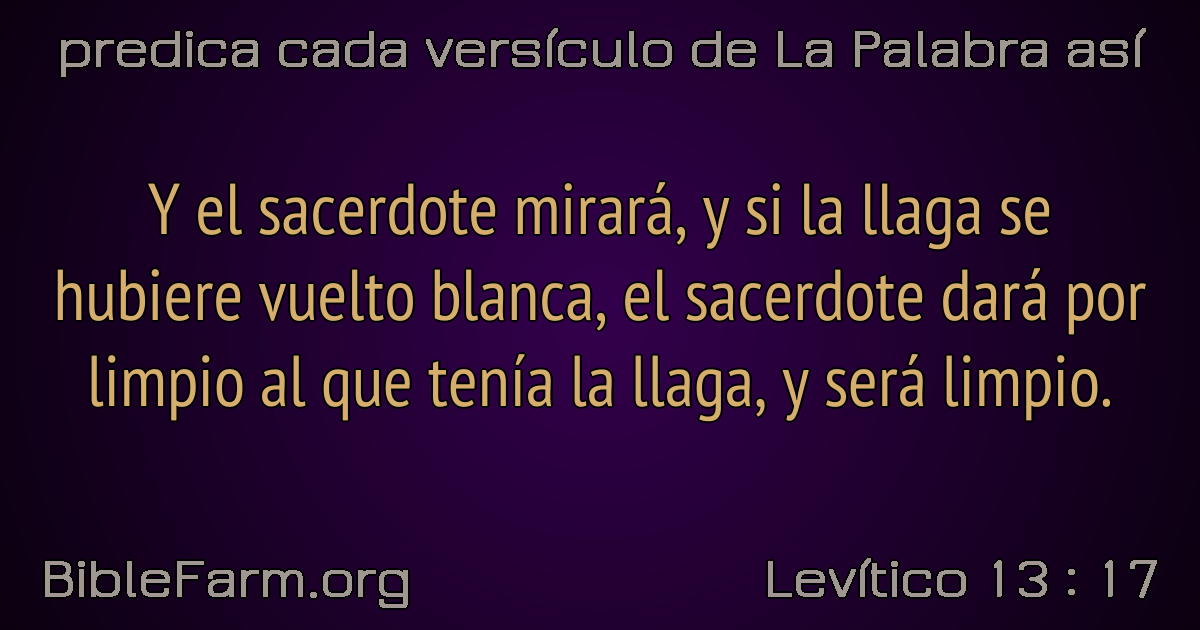 predica cada versículo de La Palabra así
Y el sacerdote mirará, y si la llaga se
hubiere vuelto blanca, el sacerdote dará por
limpio al que tenía la llaga, y será limpio.
BibleFarm.org
Levítico 13 : 17